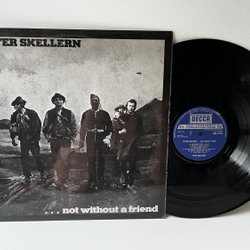 TER SKELLERN
... not without a friend
DECCA